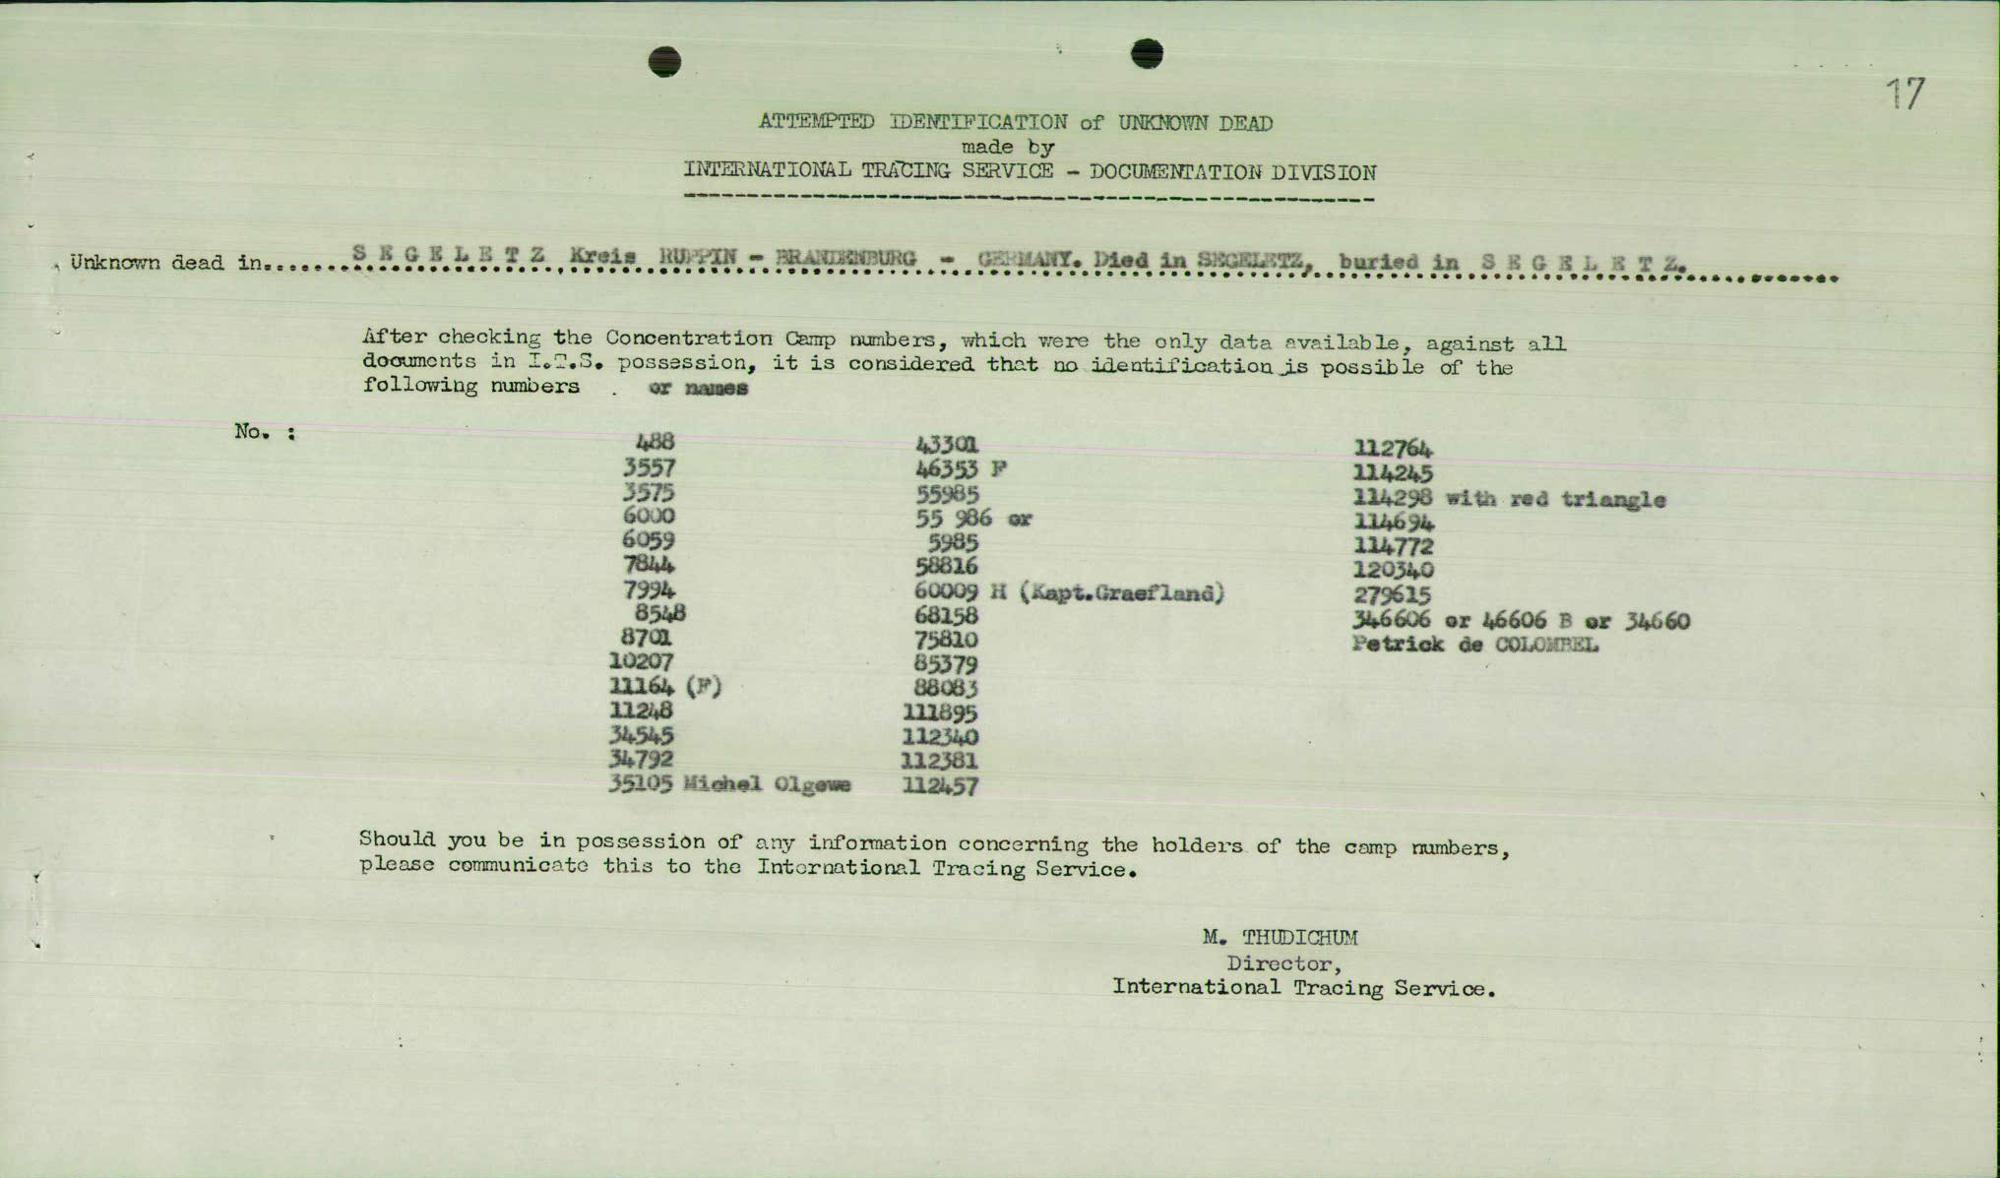 17
ATTEMPTED IDENTIFICATION of UNKNOWN DEAD
made by
INTERNATIONAL TRACING SERVICE - DOCUMENTATION DIVISION
Unknown dead in....... S E G E L E T Z, Kreis RUPPIN - BRANDENBURG - GERMANY. Died in SEGELETZ, buried in S E G E L E T Z.
After checking the Concentration Camp numbers, which were the only data available, against all
documents in I.T.S. possession, it is considered that no identification is possible of the
following numbers . or names
No. :
488
3557
3575
6000
6059
7844
7994
8548
8701
10207
11164 (F)
11248
34545
34792
35105 Michel Olgewe
43301
46353 F
55985
55 986 or
5985
58816
60009 H (Kapt.Graefland)
68158
75810
85379
88083
111895
112340
112381
112457
112764
114245
114298 with red triangle
114694
114772
120340
279615
346606 or 46606 B or 34660
Petrick de COLOMBEL
Should you be in possession of any information concerning the holders of the camp numbers,
please communicate this to the International Tracing Service.
M. THUDICHUM
Director,
International Tracing Service.